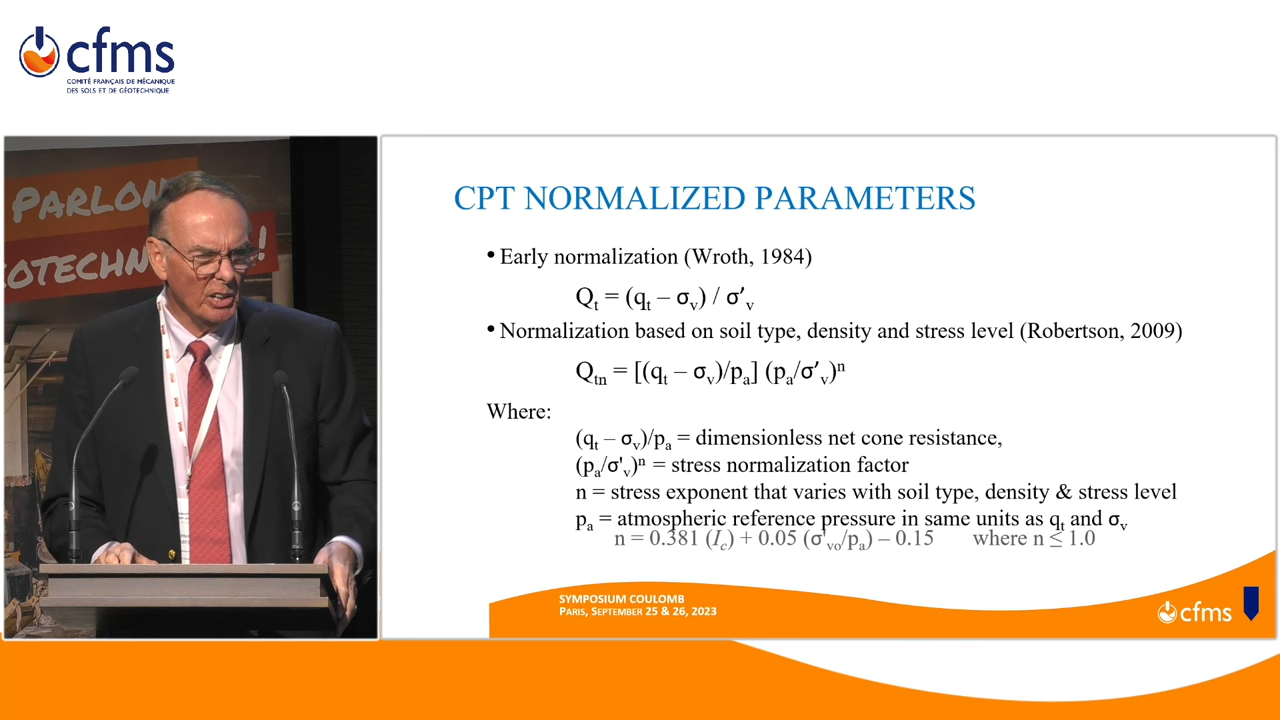 cfms
COMITÉ FRANÇAIS DE MÉCANIQUE
DES SOLS ET DE GÉOTECHNIQUE
PARLON
OTECHN !
CPT NORMALIZED PARAMETERS
• Early normalization (Wroth, 1984)
Qt = (qt – σv) / σ’v
• Normalization based on soil type, density and stress level (Robertson, 2009)
Qtn = [(qt – σv)/pa] (pa/σ’v)ⁿ
Where:
(qt – σv)/pa = dimensionless net cone resistance,
(pa/σ'v)ⁿ = stress normalization factor
n = stress exponent that varies with soil type, density & stress level
pa = atmospheric reference pressure in same units as qt and σv
n = 0.381 (Ic) + 0.05 (σ'vo/pa) – 0.15 where n ≤ 1.0
SYMPOSIUM COULOMB
PARIS, SEPTEMBER 25 & 26, 2023
cfms